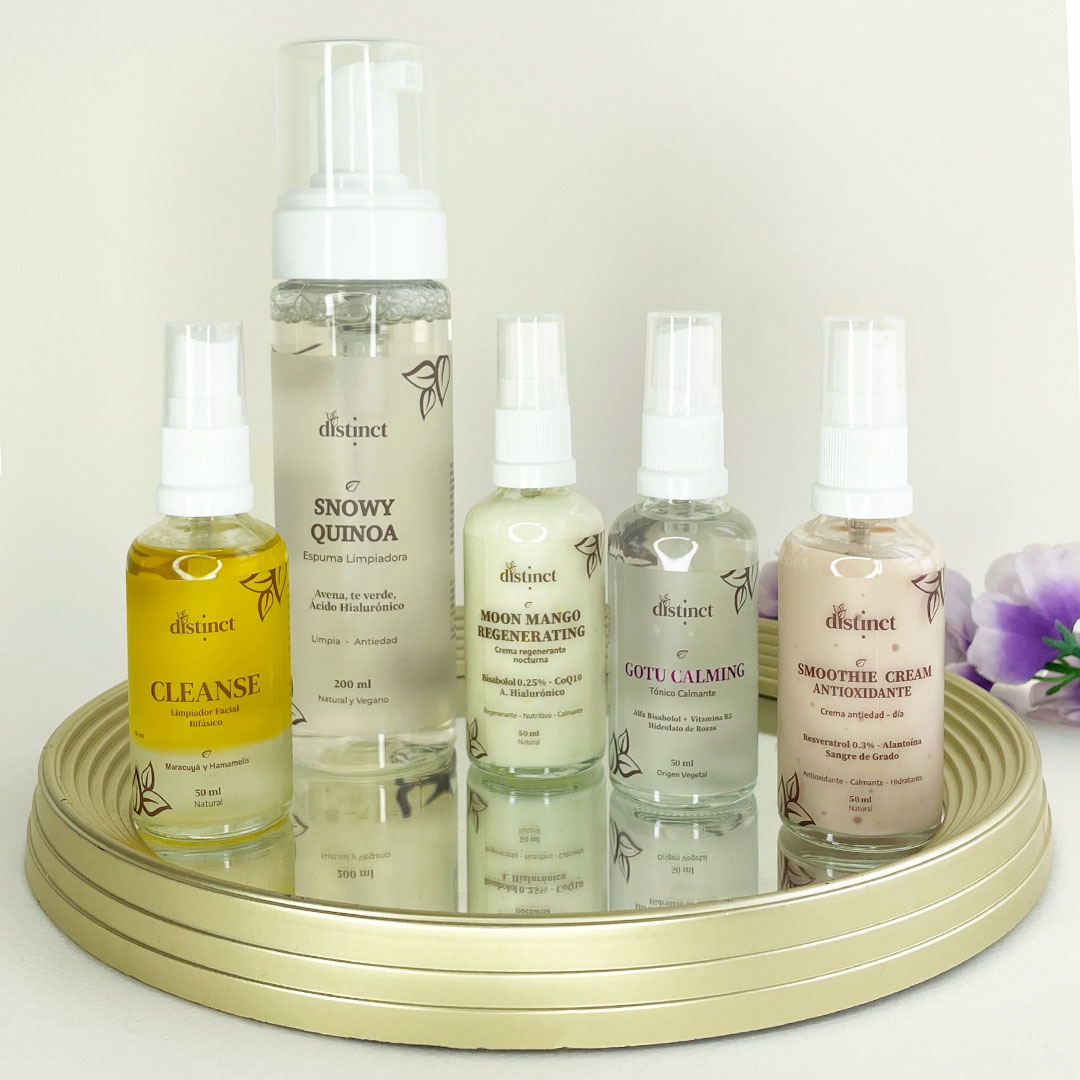 distinct
CLEANSE
Limpiador Facial
Bifásico
50 ml
Maracuyá y Hamamelis
50 ml
Natural
distinct
SNOWY
QUINOA
Espuma Limpiadora
Avena, te verde,
Ácido Hialurónico
Limpia - Antiedad
200 ml
Natural y Vegano
distinct
MOON MANGO
REGENERATING
Crema regenerante
nocturna
Bisabolol 0.25% - CoQ10
A. Hialurónico
Regenerante - Nutritivo - Calmante
50 ml
Natural
distinct
GOTU CALMING
Tónico Calmante
Alfa Bisabolol + Vitamina B5
Hidrolato de Rosas
50 ml
Origen Vegetal
distinct
SMOOTHIE CREAM
ANTIOXIDANTE
Crema antiedad - día
Resveratrol 0.3% - Alantoína
Sangre de Grado
Antioxidante - Calmante - Hidratante
50 ml
Natural